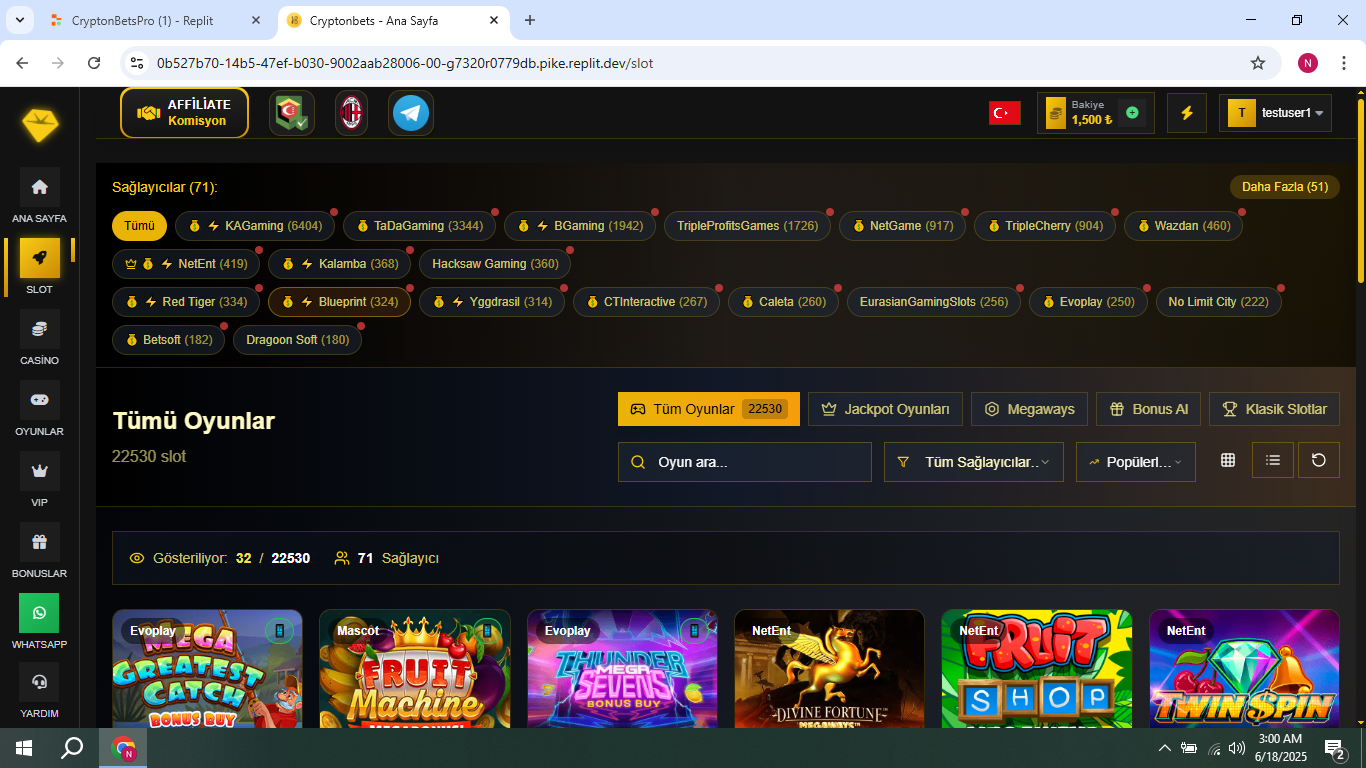 CryptonBetsPro (1) - Replit
Cryptonbets - Ana Sayfa
0b527b70-14b5-47ef-b030-9002aab28006-00-g7320r0779db.pike.replit.dev/slot
N
AFFİLİATE
Komisyon
Bakiye
1,500 ₺
T
testuser1
ANA SAYFA
SLOT
CASİNO
OYUNLAR
VIP
BONUSLAR
WHATSAPP
YARDIM
Sağlayıcılar (71):
Daha Fazla (51)
Tümü
KAGaming (6404)
TaDaGaming (3344)
BGaming (1942)
TripleProfitsGames (1726)
NetGame (917)
TripleCherry (904)
Wazdan (460)
NetEnt (419)
Kalamba (368)
Hacksaw Gaming (360)
Red Tiger (334)
Blueprint (324)
Yggdrasil (314)
CTInteractive (267)
Caleta (260)
EurasianGamingSlots (256)
Evoplay (250)
No Limit City (222)
Betsoft (182)
Dragoon Soft (180)
Tümü Oyunlar
22530 slot
Tüm Oyunlar 22530
Jackpot Oyunları
Megaways
Bonus Al
Klasik Slotlar
Oyun ara...
Tüm Sağlayıcılar..
Popülerl...
Gösteriliyor: 32 / 22530
71 Sağlayıcı
Evoplay
MEGA
GREATEST
CATCH
BONUS BUY
Mascot
FRUIT
Machine
Evoplay
THUNDER
MEGA
SEVENS
BONUS BUY
NetEnt
DIVINE FORTUNE
MEGAWAYS
NetEnt
FRUIT
SHOP
NetEnt
TWIN $PIN
3:00 AM
6/18/2025
N
2